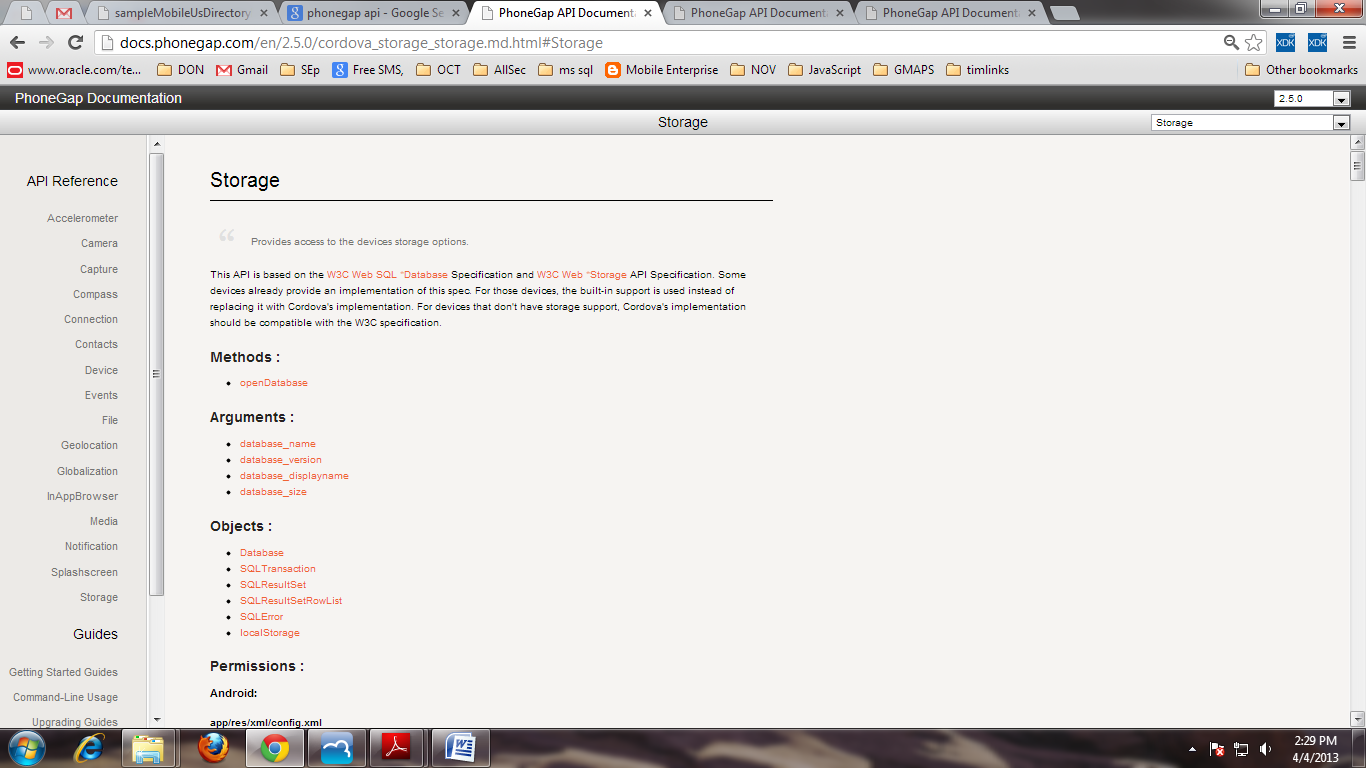 sampleMobileUsDirectory
phonegap api - Google Se
PhoneGap API Documenta
PhoneGap API Documenta
PhoneGap API Documenta
docs.phonegap.com/en/2.5.0/cordova_storage_storage.md.html#Storage
XDK
XDK
www.oracle.com/te...
DON
Gmail
SEp
Free SMS,
OCT
AllSec
ms sql
Mobile Enterprise
NOV
JavaScript
GMAPS
timlinks
Other bookmarks
PhoneGap Documentation
2.5.0
Storage
Storage
API Reference
Accelerometer
Camera
Capture
Compass
Connection
Contacts
Device
Events
File
Geolocation
Globalization
InAppBrowser
Media
Notification
Splashscreen
Storage
Guides
Getting Started Guides
Command-Line Usage
Upgrading Guides
Storage
“ Provides access to the devices storage options.
This API is based on the W3C Web SQL "Database Specification and W3C Web "Storage API Specification. Some
devices already provide an implementation of this spec. For those devices, the built-in support is used instead of
replacing it with Cordova's implementation. For devices that don't have storage support, Cordova's implementation
should be compatible with the W3C specification.
Methods :
• openDatabase
Arguments :
• database_name
• database_version
• database_displayname
• database_size
Objects :
• Database
• SQLTransaction
• SQLResultSet
• SQLResultSetRowList
• SQLError
• localStorage
Permissions :
Android:
app/res/xml/config.xml
2:29 PM
4/4/2013